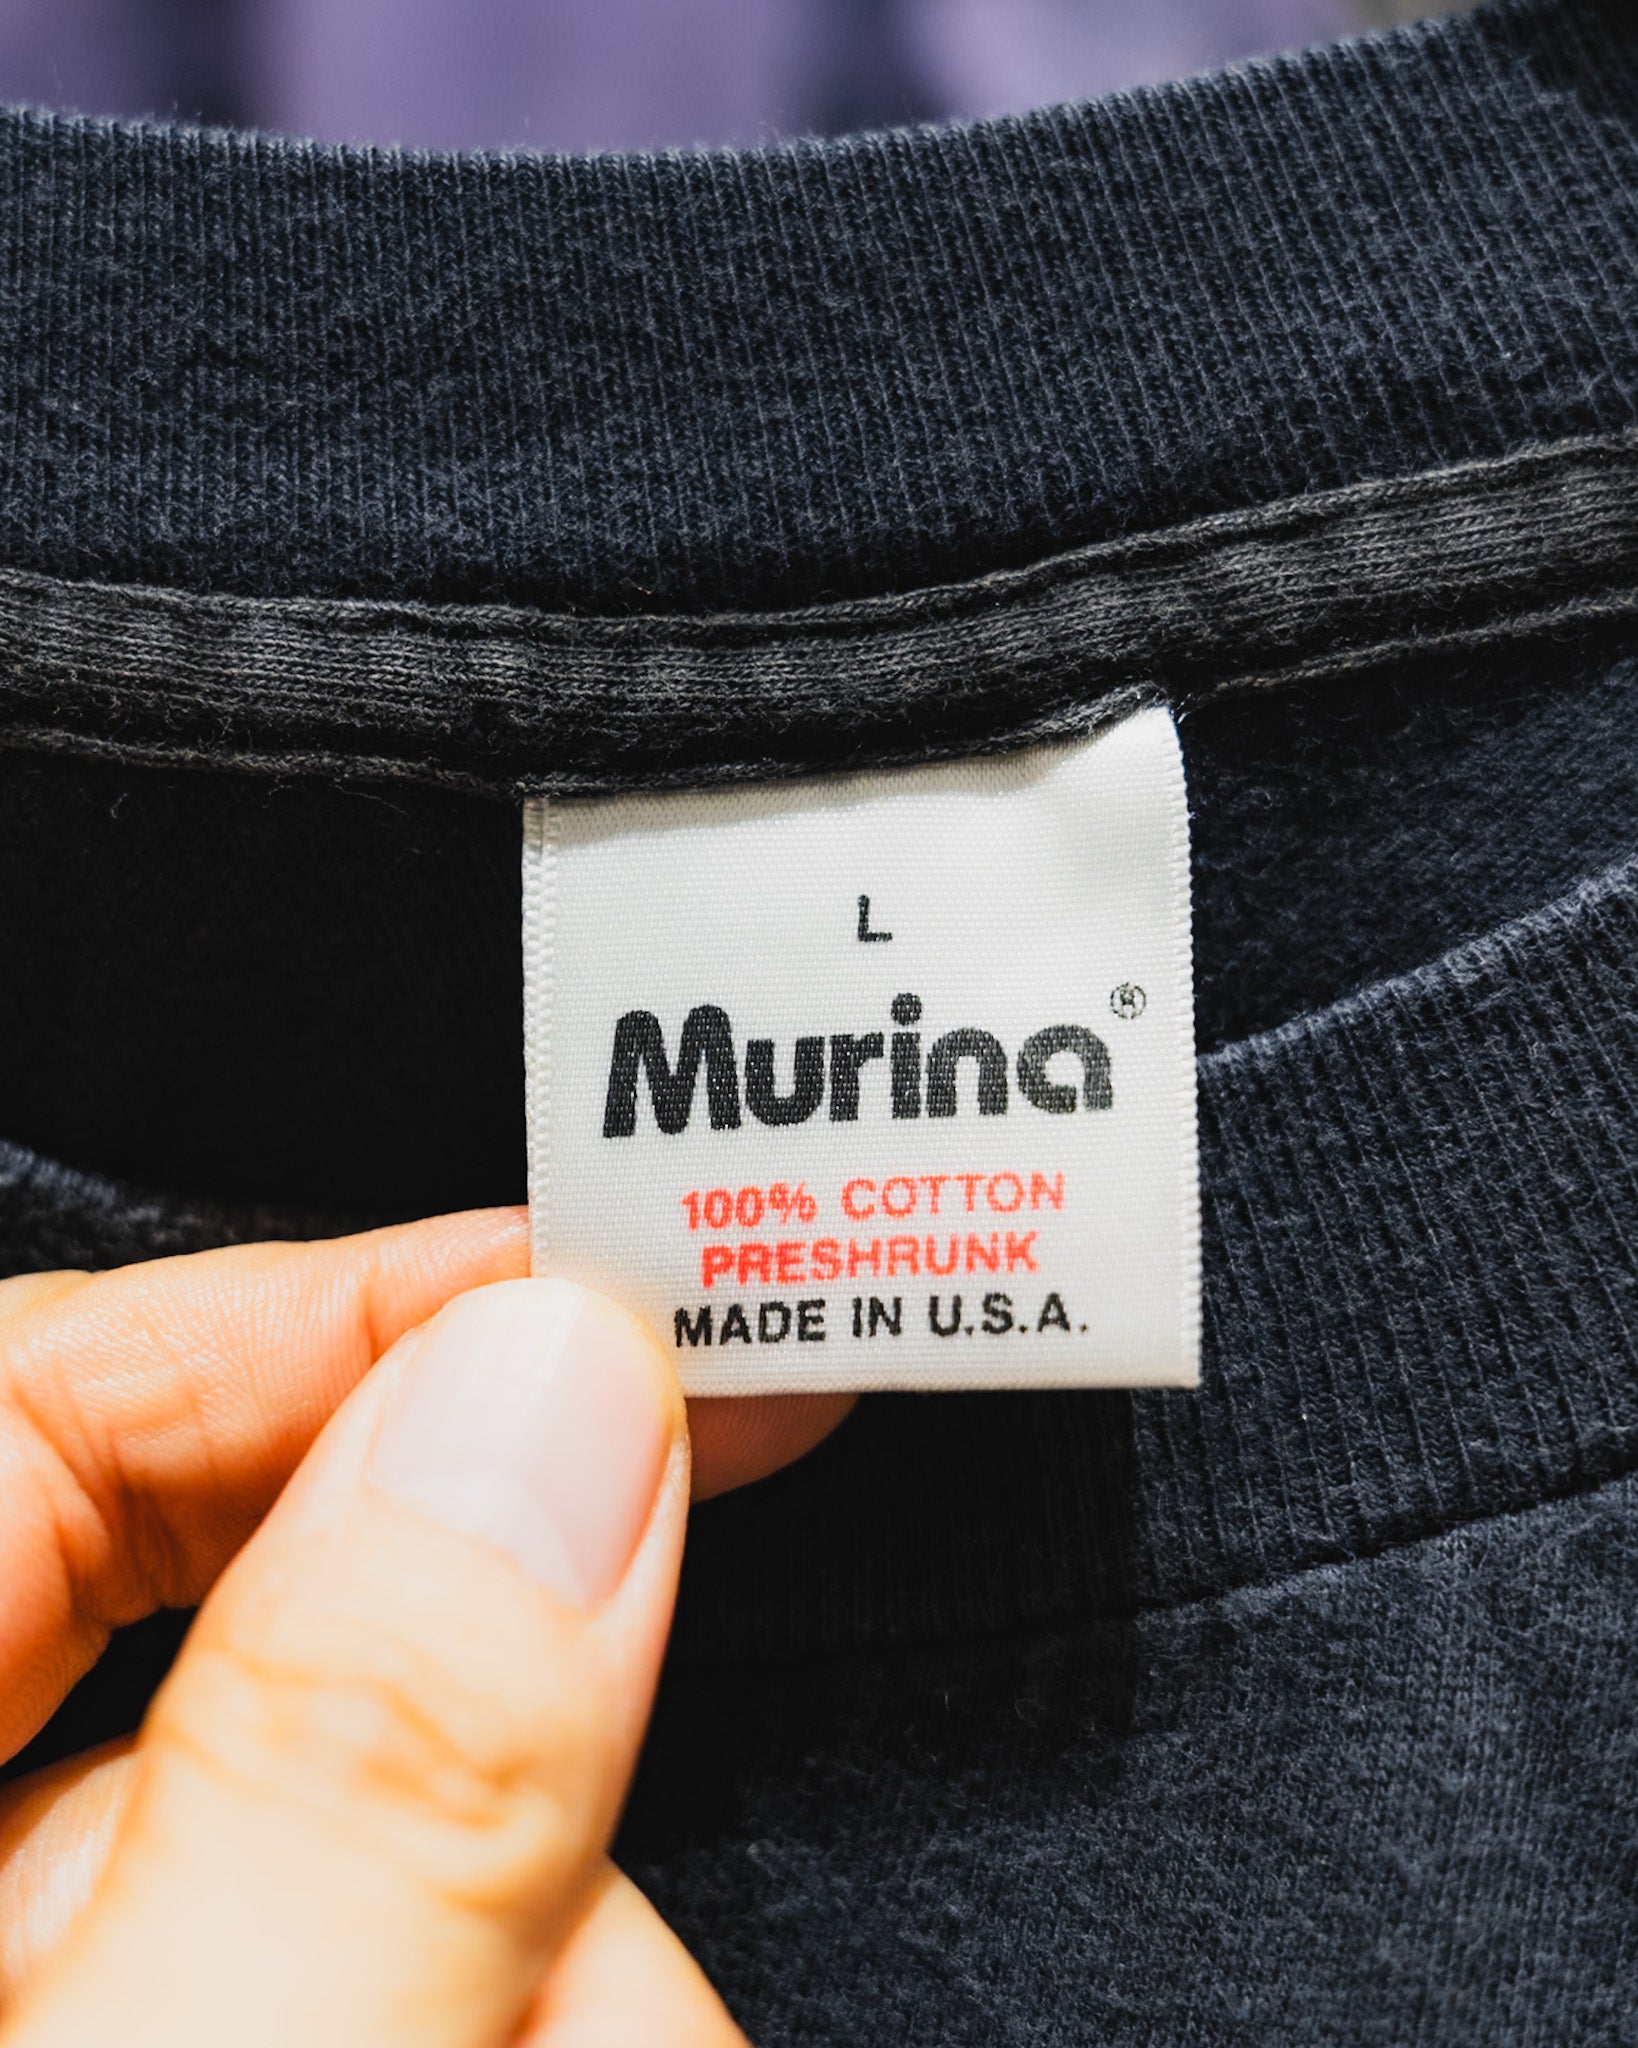 L
Murina®
100% COTTON
PRESHRUNK
MADE IN U.S.A.